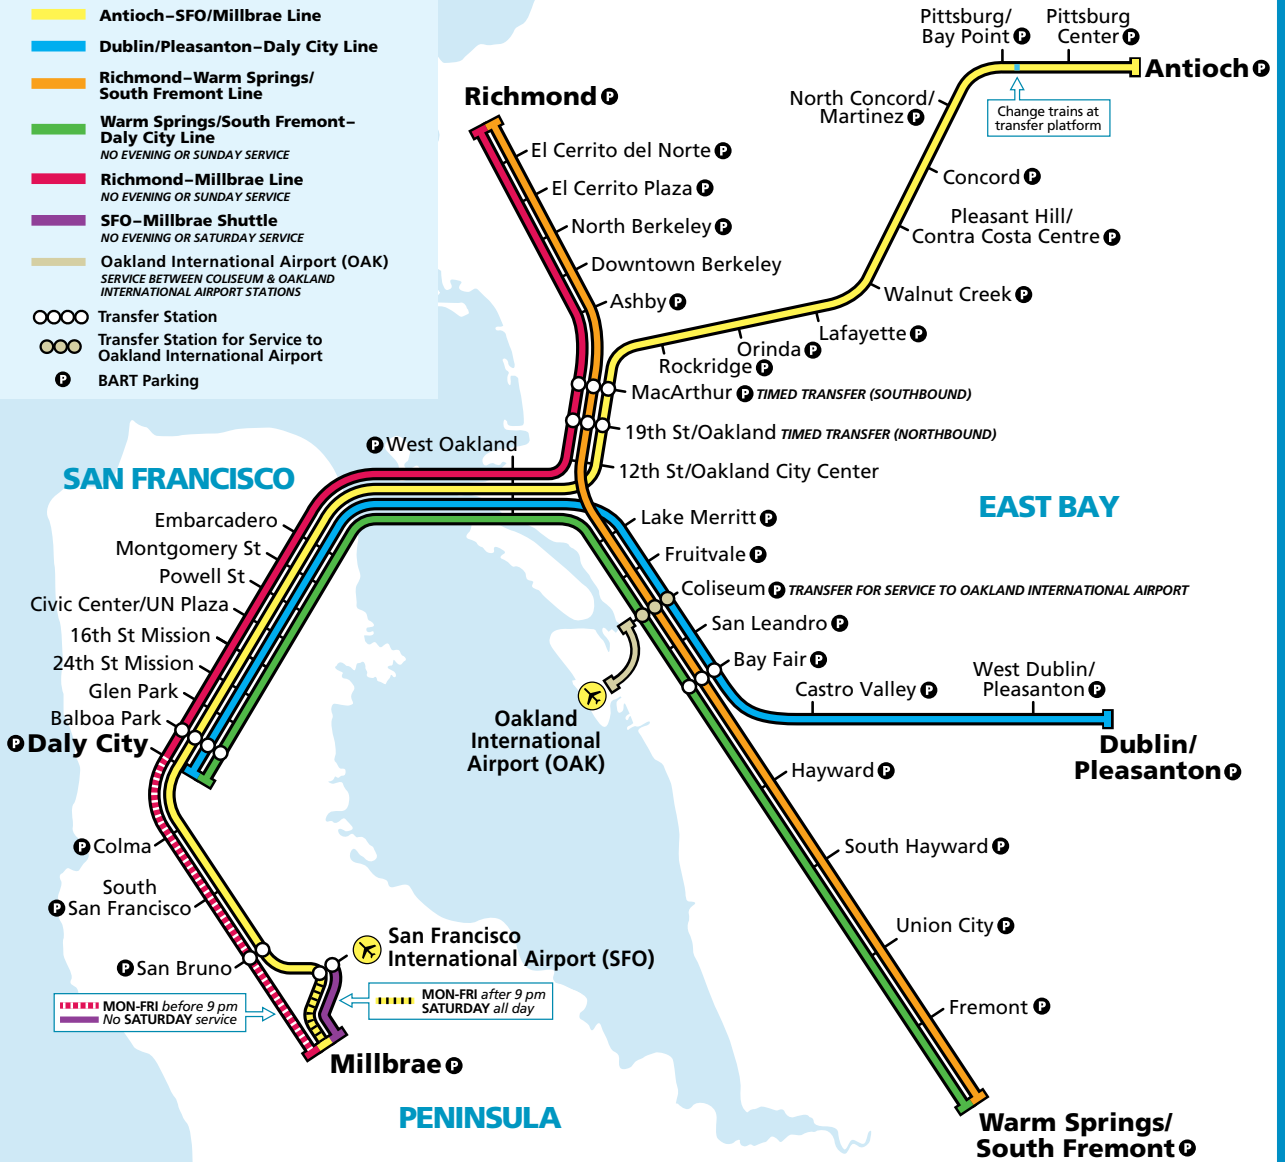 Antioch–SFO/Millbrae Line
Dublin/Pleasanton–Daly City Line
Richmond–Warm Springs/
South Fremont Line
Warm Springs/South Fremont–
Daly City Line
NO EVENING OR SUNDAY SERVICE
Richmond–Millbrae Line
NO EVENING OR SUNDAY SERVICE
SFO–Millbrae Shuttle
NO EVENING OR SATURDAY SERVICE
Oakland International Airport (OAK)
SERVICE BETWEEN COLISEUM & OAKLAND
INTERNATIONAL AIRPORT STATIONS
Transfer Station
Transfer Station for Service to
Oakland International Airport
P BART Parking
Pittsburg/
Bay Point P
Pittsburg
Center P
Antioch P
Change trains at
transfer platform
North Concord/
Martinez P
Concord P
Pleasant Hill/
Contra Costa Centre P
Walnut Creek P
Lafayette P
Orinda P
Rockridge P
Richmond P
El Cerrito del Norte P
El Cerrito Plaza P
North Berkeley P
Downtown Berkeley
Ashby P
MacArthur P TIMED TRANSFER (SOUTHBOUND)
19th St/Oakland TIMED TRANSFER (NORTHBOUND)
12th St/Oakland City Center
P West Oakland
SAN FRANCISCO
EAST BAY
Embarcadero
Montgomery St
Powell St
Civic Center/UN Plaza
16th St Mission
24th St Mission
Glen Park
Balboa Park
P Daly City
Lake Merritt P
Fruitvale P
Coliseum P TRANSFER FOR SERVICE TO OAKLAND INTERNATIONAL AIRPORT
San Leandro P
Bay Fair P
Castro Valley P
West Dublin/
Pleasanton P
Dublin/
Pleasanton P
Oakland
International
Airport (OAK)
Hayward P
South Hayward P
Union City P
Fremont P
Warm Springs/
South Fremont P
P Colma
South
P San Francisco
P San Bruno
San Francisco
International Airport (SFO)
MON-FRI before 9 pm
No SATURDAY service
MON-FRI after 9 pm
SATURDAY all day
Millbrae P
PENINSULA